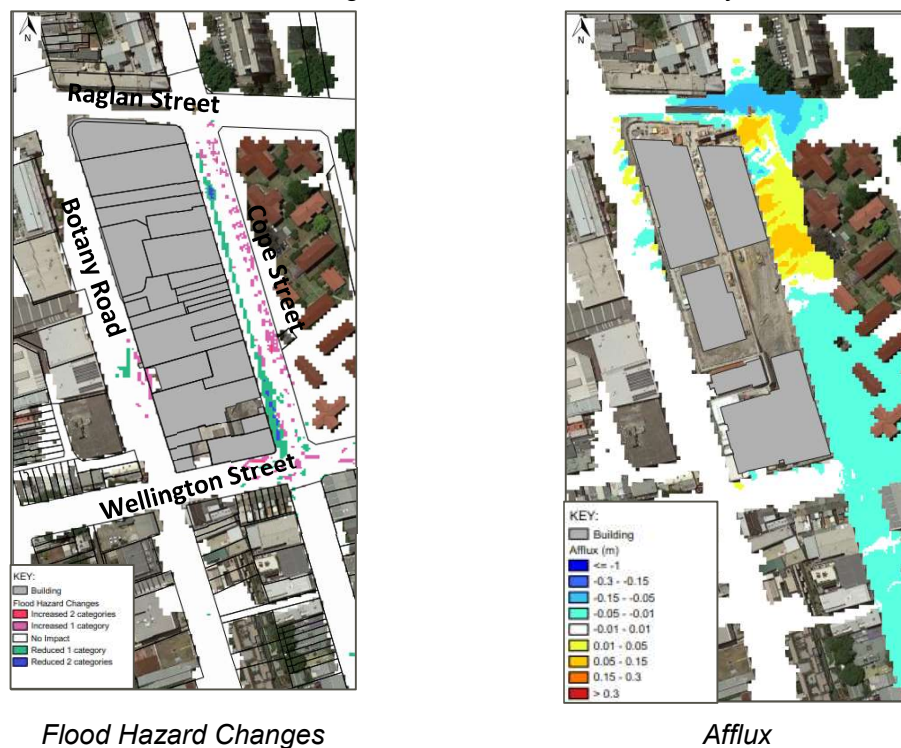 N
Raglan Street
Botany Road
Cope Street
Wellington Street
KEY:
Building
Flood Hazard Changes
Increased 2 categories
Increased 1 category
No Impact
Reduced 1 category
Reduced 2 categories
Flood Hazard Changes
N
KEY:
Building
Afflux (m)
<= -1
-0.3 - -0.15
-0.15 - -0.05
-0.05 - -0.01
-0.01 - 0.01
0.01 - 0.05
0.05 - 0.15
0.15 - 0.3
> 0.3
Afflux